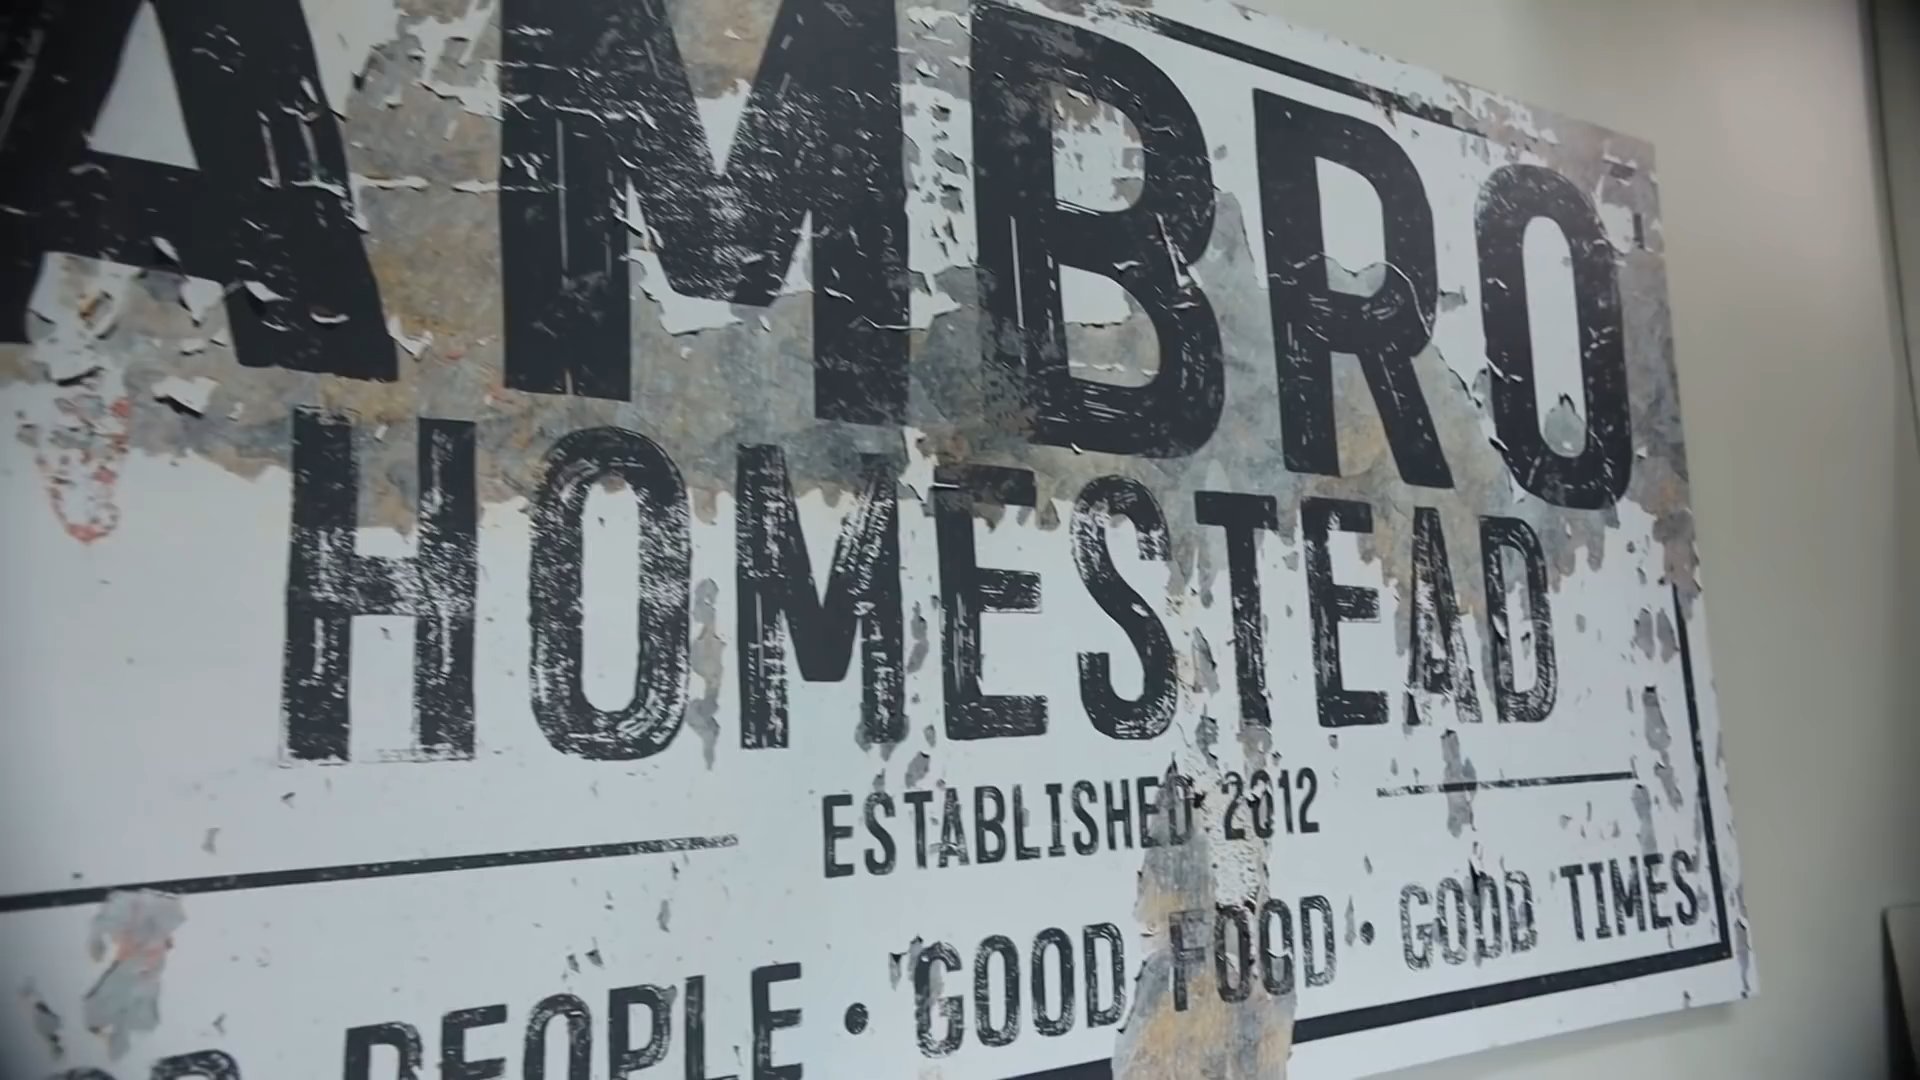 AMBRO
HOMESTEAD
ESTABLISHED 2012
PEOPLE • GOOD FOOD • GOOD TIMES